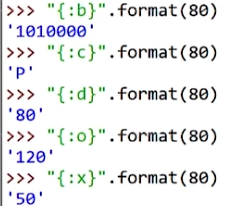 >>> "{:b}".format(80)
'1010000'
>>> "{:c}".format(80)
'P'
>>> "{:d}".format(80)
'80'
>>> "{:o}".format(80)
'120'
>>> "{:x}".format(80)
'50'